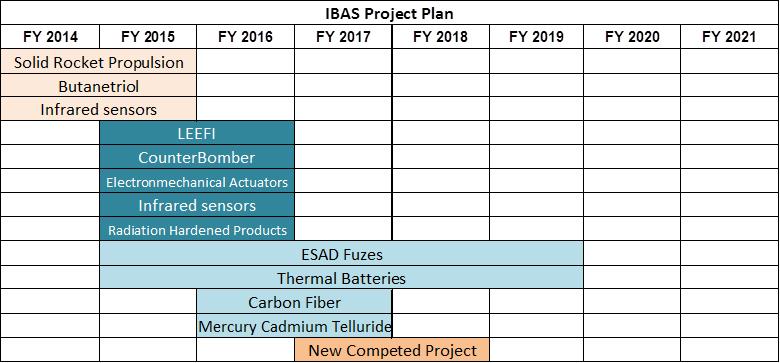 IBAS Project Plan
FY 2014 FY 2015 FY 2016 FY 2017 FY 2018 FY 2019 FY 2020 FY 2021
Solid Rocket Propulsion
Butanetriol
Infrared sensors
LEEFI
CounterBomber
Electronmechanical Actuators
Infrared sensors
Radiation Hardened Products
ESAD Fuzes
Thermal Batteries
Carbon Fiber
Mercury Cadmium Telluride
New Competed Project